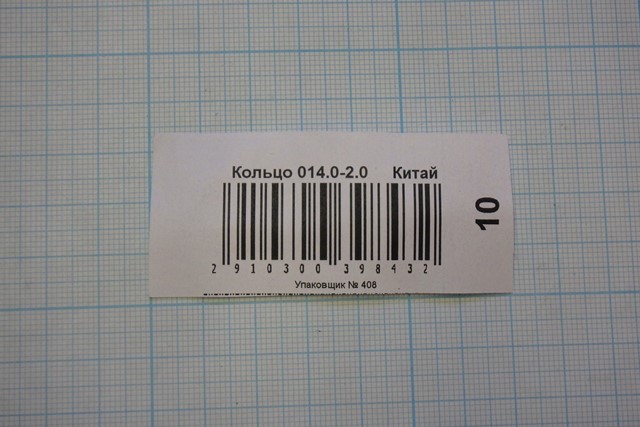 Кольцо 014.0-2.0 Китай
10
2 910300 398432
Упаковщик № 408